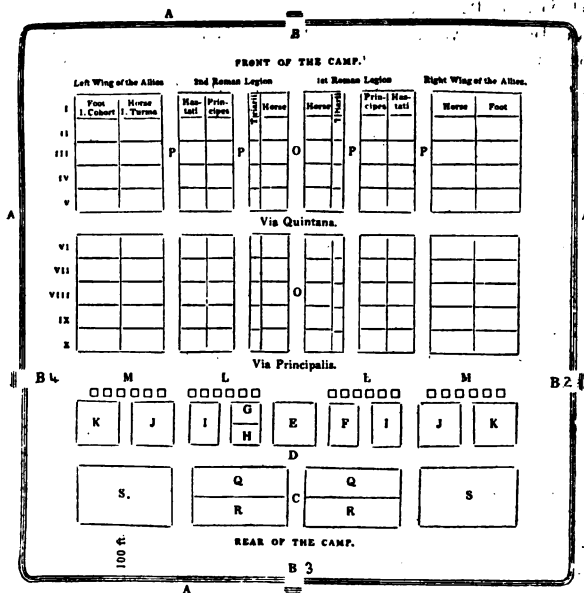 A
B
FRONT OF THE CAMP.¹
Left Wing of the Allies 2nd Roman Legion 1st Roman Legion Right Wing of the Allies.
I Foot I. Cohort Horse I. Turma Has- tati Prin- cipes Triarii Horse Horse Triarii Prin- cipes Has- tati Horse Foot
II
III P P O P P
IV
V
A A
Via Quintana.
VI
VII
VIII O
IX
X
Via Principalis.
B 4 M L L M B 2
K J I G H E F I J K
D
S. Q R C Q R S
REAR OF THE CAMP.
100 ft.
B 3
A